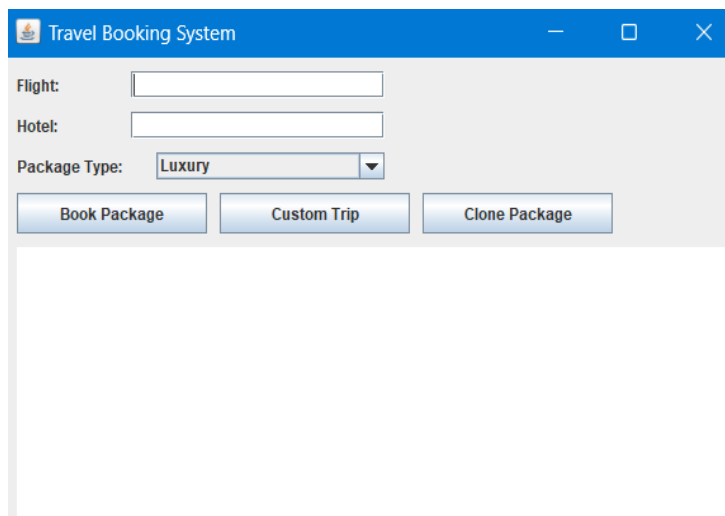 Travel Booking System
Flight:
Hotel:
Package Type: Luxury
Book Package Custom Trip Clone Package